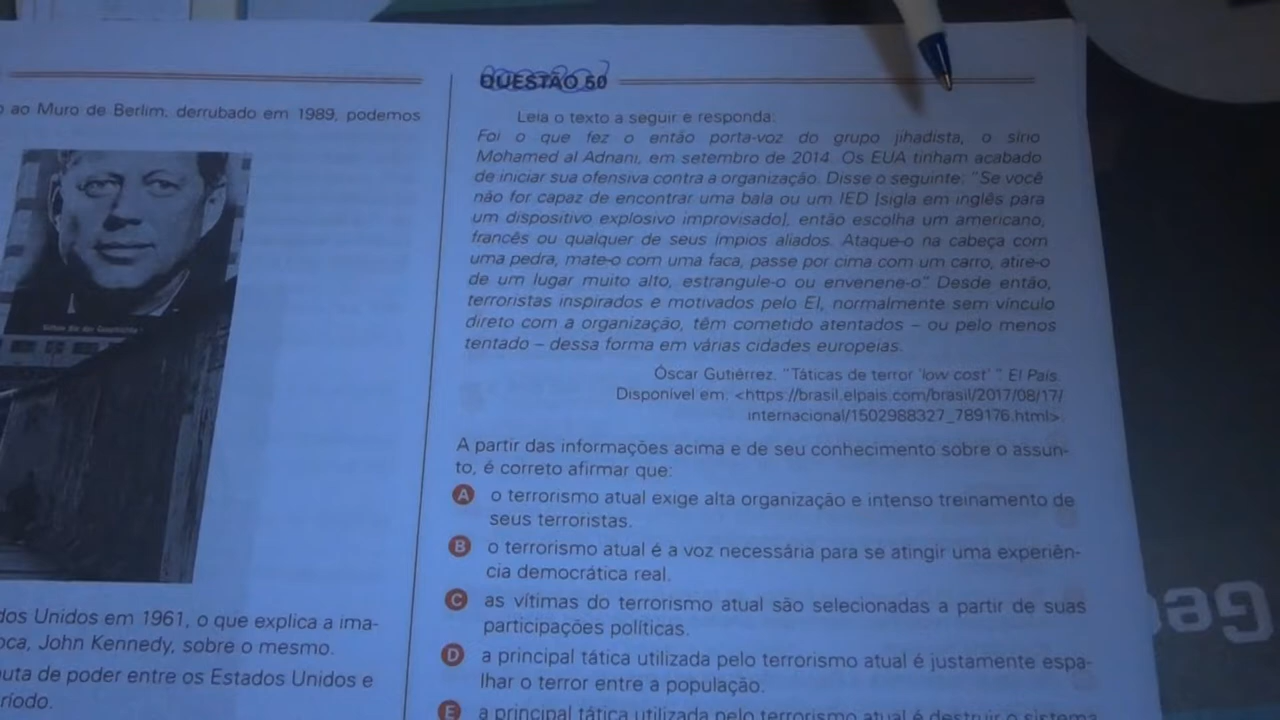 o ao Muro de Berlim, derrubado em 1989, podemos
dos Unidos em 1961, o que explica a ima-
oca, John Kennedy, sobre o mesmo.
uta de poder entre os Estados Unidos e
ríodo.
QUESTÃO 50
Leia o texto a seguir e responda:
Foi o que fez o então porta-voz do grupo jihadista, o sírio
Mohamed al Adnani, em setembro de 2014. Os EUA tinham acabado
de iniciar sua ofensiva contra a organização. Disse o seguinte: "Se você
não for capaz de encontrar uma bala ou um IED [sigla em inglês para
um dispositivo explosivo improvisado], então escolha um americano,
francês ou qualquer de seus ímpios aliados. Ataque-o na cabeça com
uma pedra, mate-o com uma faca, passe por cima com um carro, atire-o
de um lugar muito alto, estrangule-o ou envenene-o". Desde então,
terroristas inspirados e motivados pelo EI, normalmente sem vínculo
direto com a organização, têm cometido atentados – ou pelo menos
tentado – dessa forma em várias cidades europeias.
Óscar Gutiérrez. "Táticas de terror 'low cost' ". El País.
Disponível em: <https://brasil.elpais.com/brasil/2017/08/17/
internacional/1502988327_789176.html>.
A partir das informações acima e de seu conhecimento sobre o assun-
to, é correto afirmar que:
A o terrorismo atual exige alta organização e intenso treinamento de
seus terroristas.
B o terrorismo atual é a voz necessária para se atingir uma experiên-
cia democrática real.
C as vítimas do terrorismo atual são selecionadas a partir de suas
participações políticas.
D a principal tática utilizada pelo terrorismo atual é justamente espa-
lhar o terror entre a população.
E a principal tática utilizada pelo terrorismo atual é destruir o sistema